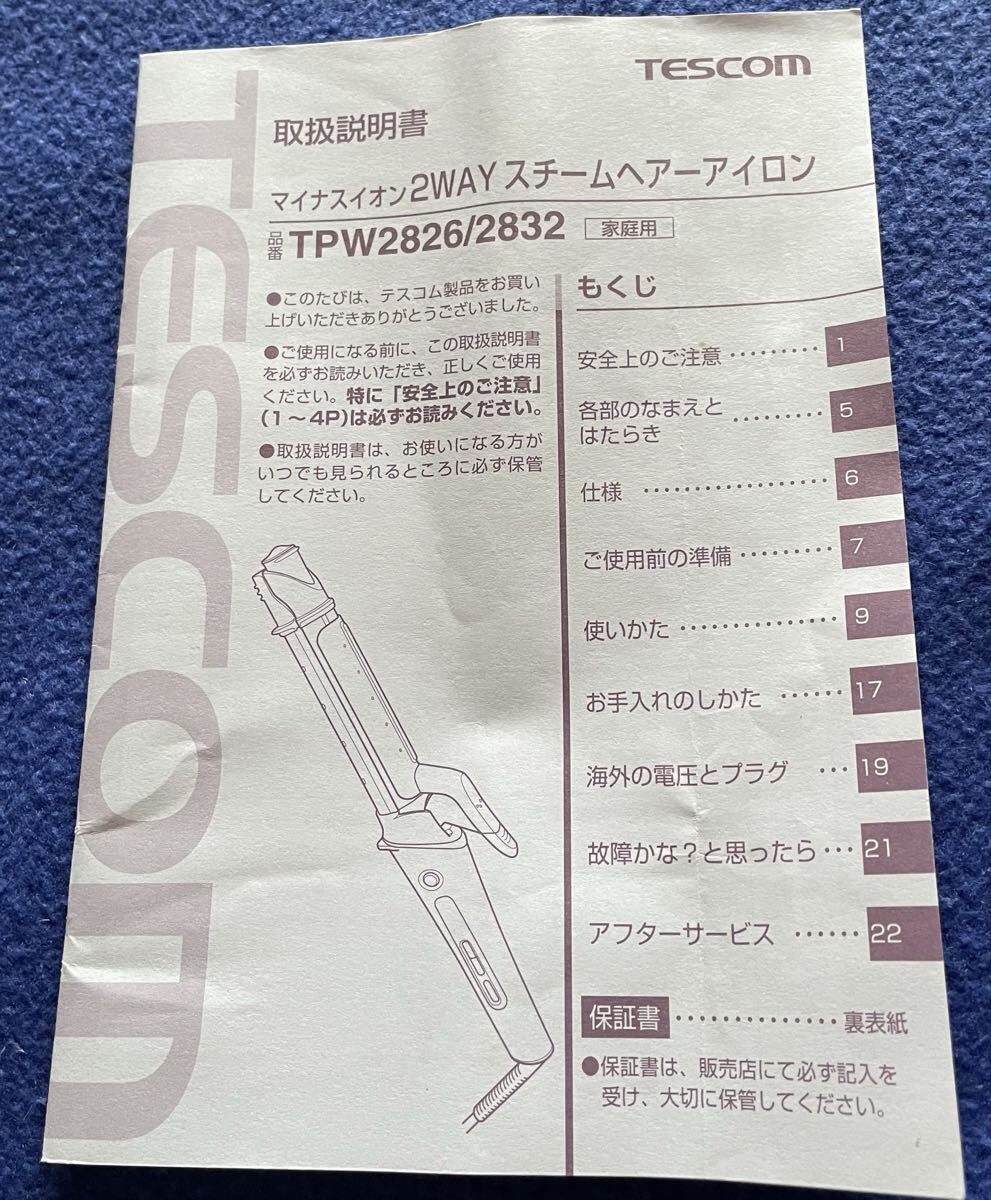 TESCOM
TESCOM
取扱説明書
マイナスイオン2WAYスチームヘアーアイロン
品番 TPW2826/2832 家庭用
●このたびは、テスコム製品をお買い
上げいただきありがとうございました。
●ご使用になる前に、この取扱説明書
を必ずお読みいただき、正しくご使用
ください。特に「安全上のご注意」
(1～4P)は必ずお読みください。
●取扱説明書は、お使いになる方が
いつでも見られるところに必ず保管
してください。
もくじ
安全上のご注意 ········· 1
各部のなまえと
はたらき ········· 5
仕様 ·················· 6
ご使用前の準備 ········· 7
使いかた ··············· 9
お手入れのしかた ······ 17
海外の電圧とプラグ ··· 19
故障かな？と思ったら ··· 21
アフターサービス ······ 22
保証書 ··············· 裏表紙
●保証書は、販売店にて必ず記入を
受け、大切に保管してください。